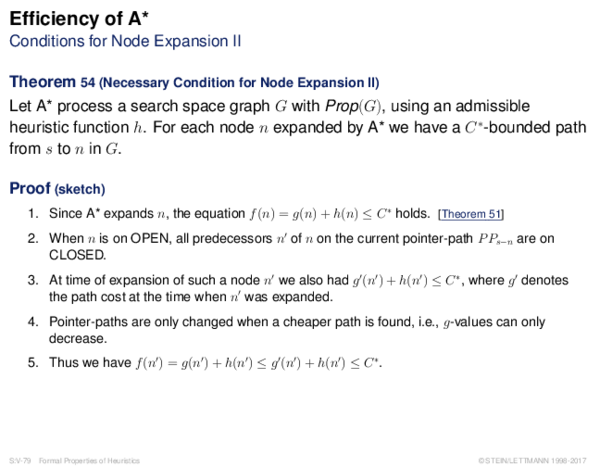 Efficiency of A*
Conditions for Node Expansion II
Theorem 54 (Necessary Condition for Node Expansion II)
Let A* process a search space graph G with Prop(G), using an admissible
heuristic function h. For each node n expanded by A* we have a C*-bounded path
from s to n in G.
Proof (sketch)
1. Since A* expands n, the equation f(n) = g(n) + h(n) ≤ C* holds. [Theorem 51]
2. When n is on OPEN, all predecessors n′ of n on the current pointer-path PP_{s−n} are on
CLOSED.
3. At time of expansion of such a node n′ we also had g′(n′) + h(n′) ≤ C*, where g′ denotes
the path cost at the time when n′ was expanded.
4. Pointer-paths are only changed when a cheaper path is found, i.e., g-values can only
decrease.
5. Thus we have f(n′) = g(n′) + h(n′) ≤ g′(n′) + h(n′) ≤ C*.
S:V-79 Formal Properties of Heuristics ©STEIN/LETTMANN 1998-2017